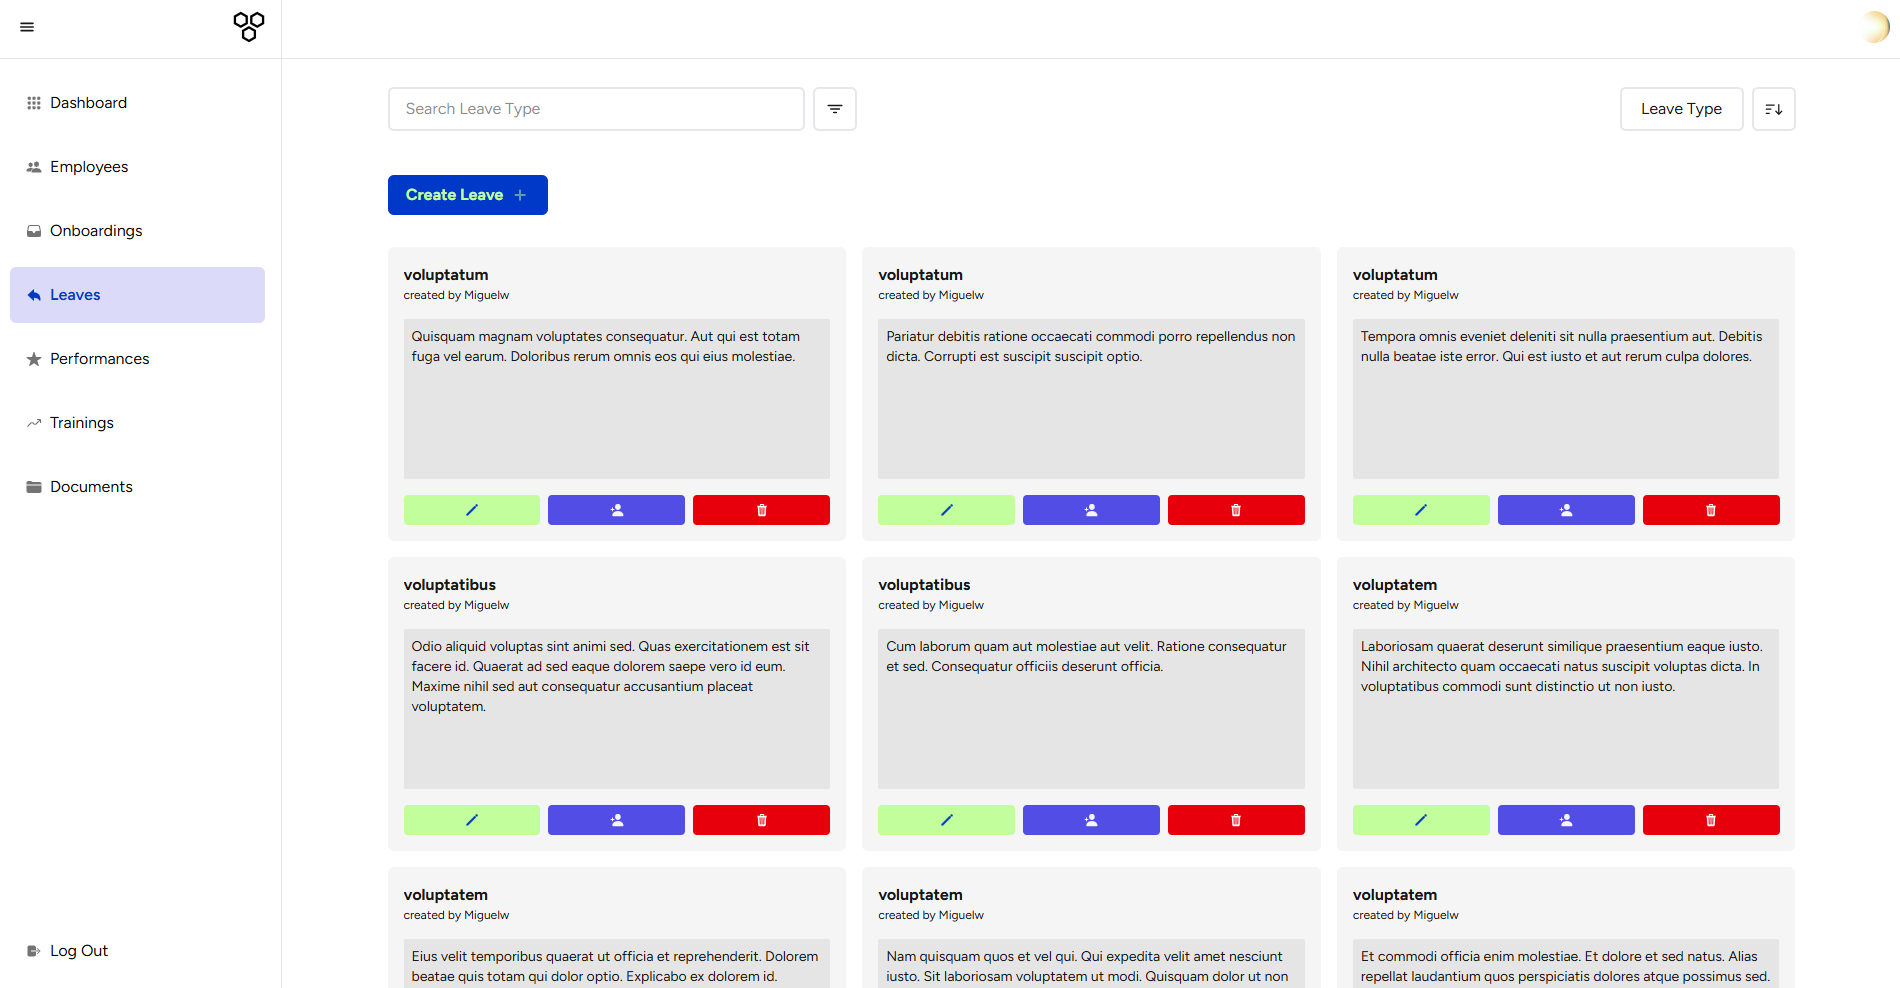 Dashboard
Employees
Onboardings
Leaves
Performances
Trainings
Documents
Log Out
Search Leave Type
Leave Type
Create Leave +
voluptatum
created by Miguelw
Quisquam magnam voluptates consequatur. Aut qui est totam
fuga vel earum. Doloribus rerum omnis eos qui eius molestiae.
voluptatum
created by Miguelw
Pariatur debitis ratione occaecati commodi porro repellendus non
dicta. Corrupti est suscipit suscipit optio.
voluptatum
created by Miguelw
Tempora omnis eveniet deleniti sit nulla praesentium aut. Debitis
nulla beatae iste error. Qui est iusto et aut rerum culpa dolores.
voluptatibus
created by Miguelw
Odio aliquid voluptas sint animi sed. Quas exercitationem est sit
facere id. Quaerat ad sed eaque dolorem saepe vero id eum.
Maxime nihil sed aut consequatur accusantium placeat
voluptatem.
voluptatibus
created by Miguelw
Cum laborum quam aut molestiae aut velit. Ratione consequatur
et sed. Consequatur officiis deserunt officia.
voluptatem
created by Miguelw
Laboriosam quaerat deserunt similique praesentium eaque iusto.
Nihil architecto quam occaecati natus suscipit voluptas dicta. In
voluptatibus commodi sunt distinctio ut non iusto.
voluptatem
created by Miguelw
Eius velit temporibus quaerat ut officia et reprehenderit. Dolorem
beatae quis totam qui dolor optio. Explicabo ex dolorem id.
voluptatem
created by Miguelw
Nam quisquam quos et vel qui. Qui expedita velit amet nesciunt
iusto. Sit laboriosam voluptatem ut modi. Quisquam dolor ut non
voluptatem
created by Miguelw
Et commodi officia enim molestiae. Et dolore et sed natus. Alias
repellat laudantium quos perspiciatis dolores atque possimus sed.